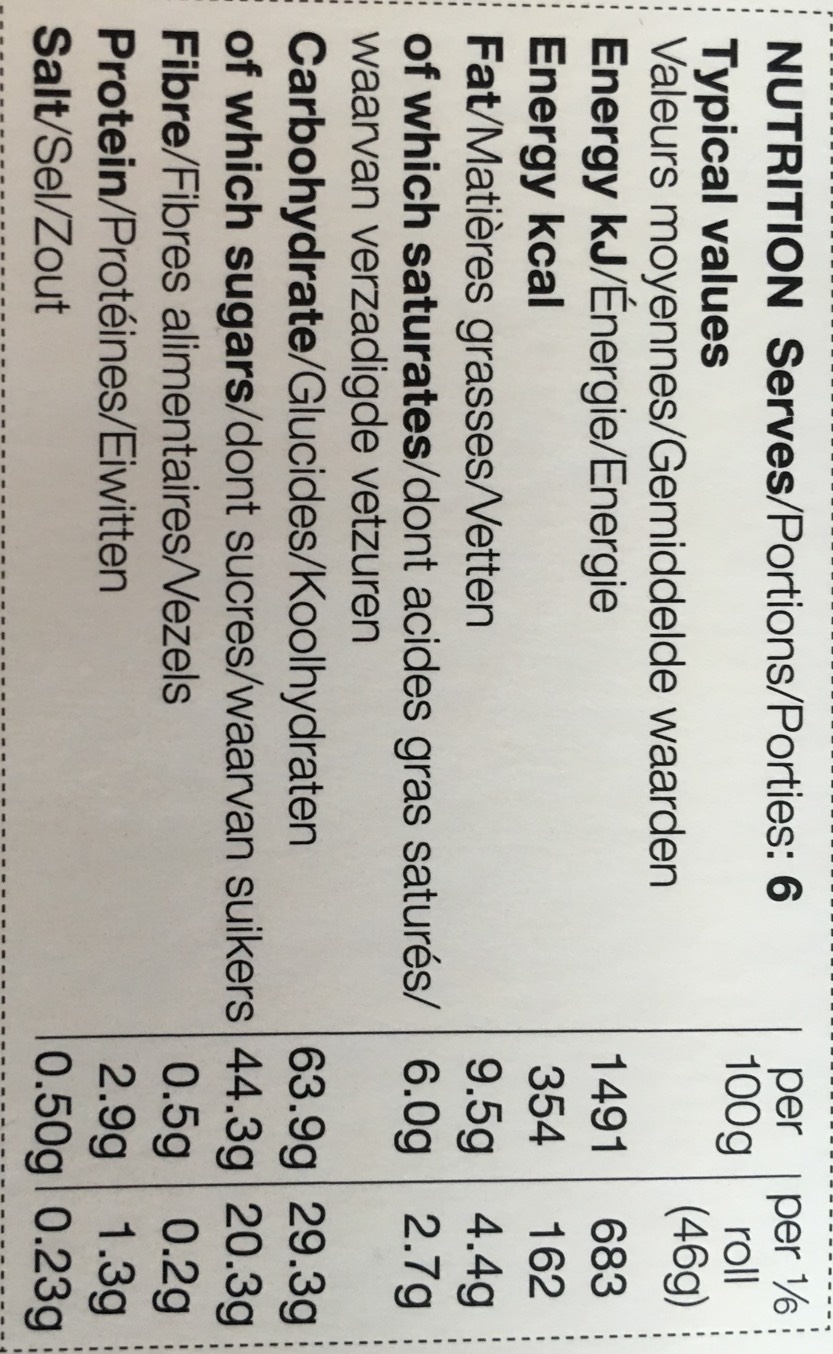 NUTRITION Serves/Portions/Porties: 6 per 100g per ⅙ roll (46g)
Typical values
Valeurs moyennes/Gemiddelde waarden
Energy kJ/Énergie/Energie 1491 683
Energy kcal 354 162
Fat/Matières grasses/Vetten 9.5g 4.4g
of which saturates/dont acides gras saturés/ 6.0g 2.7g
waarvan verzadigde vetzuren
Carbohydrate/Glucides/Koolhydraten 63.9g 29.3g
of which sugars/dont sucres/waarvan suikers 44.3g 20.3g
Fibre/Fibres alimentaires/Vezels 0.5g 0.2g
Protein/Protéines/Eiwitten 2.9g 1.3g
Salt/Sel/Zout 0.50g 0.23g